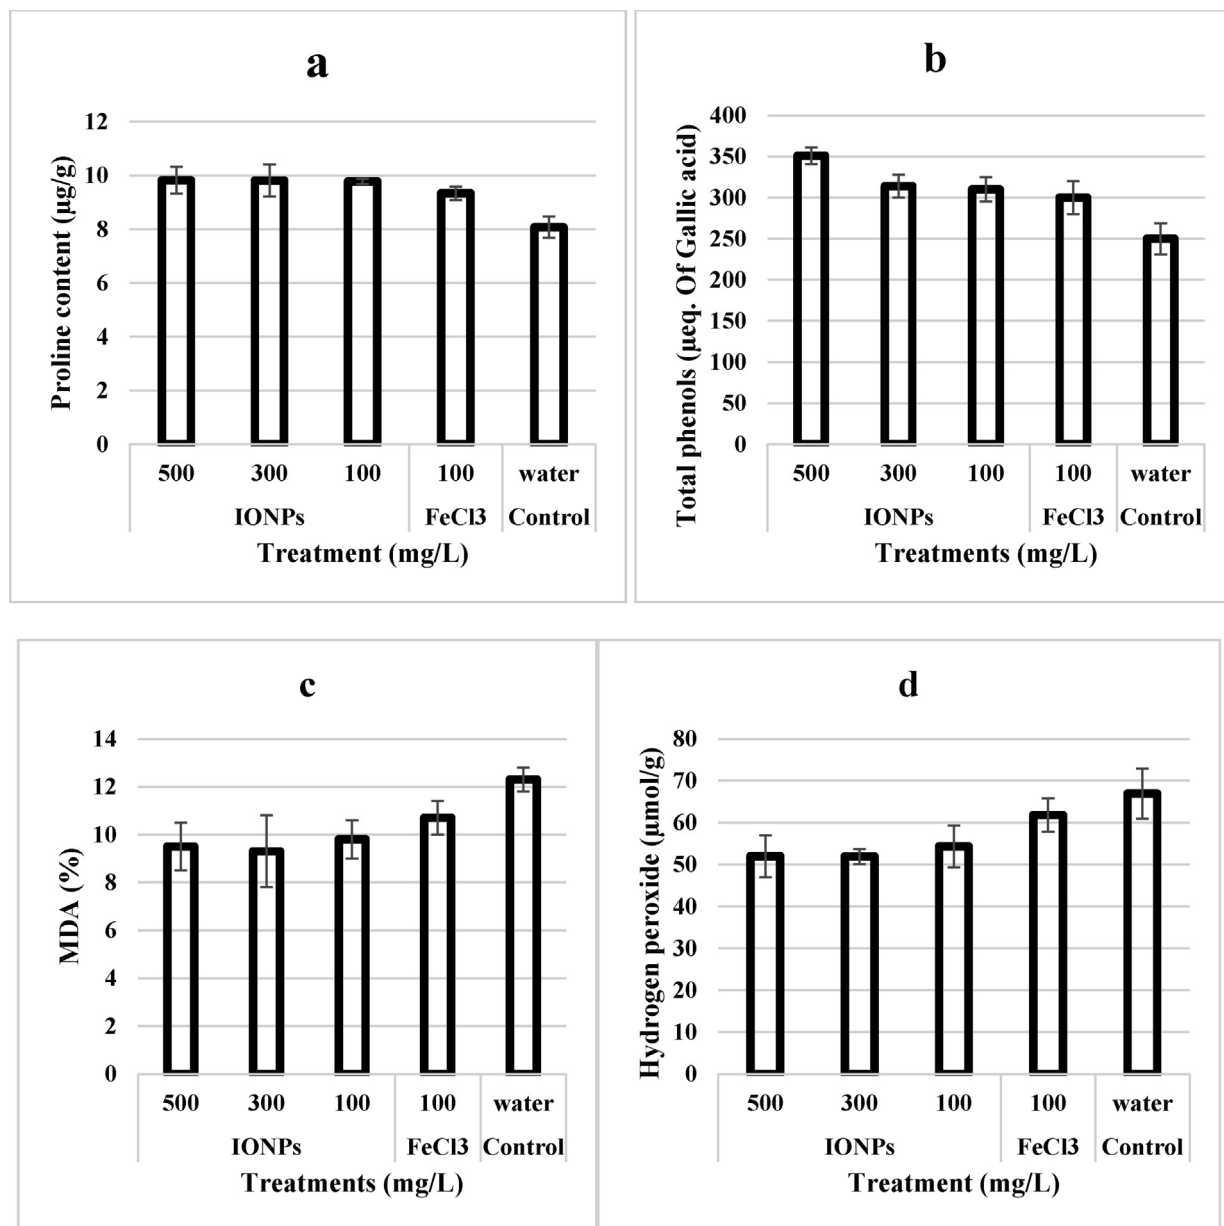 a
Proline content (µg/g)
12
10
8
6
4
2
0
500 300 100 100 water
IONPs FeCl3 Control
Treatment (mg/L)
b
Total phenols (µeq. Of Gallic acid)
400
350
300
250
200
150
100
50
0
500 300 100 100 water
IONPs FeCl3 Control
Treatments (mg/L)
c
MDA (%)
14
12
10
8
6
4
2
0
500 300 100 100 water
IONPs FeCl3 Control
Treatments (mg/L)
d
Hydrogen peroxide (µmol/g)
80
70
60
50
40
30
20
10
0
500 300 100 100 water
IONPs FeCl3 Control
Treatment (mg/L)